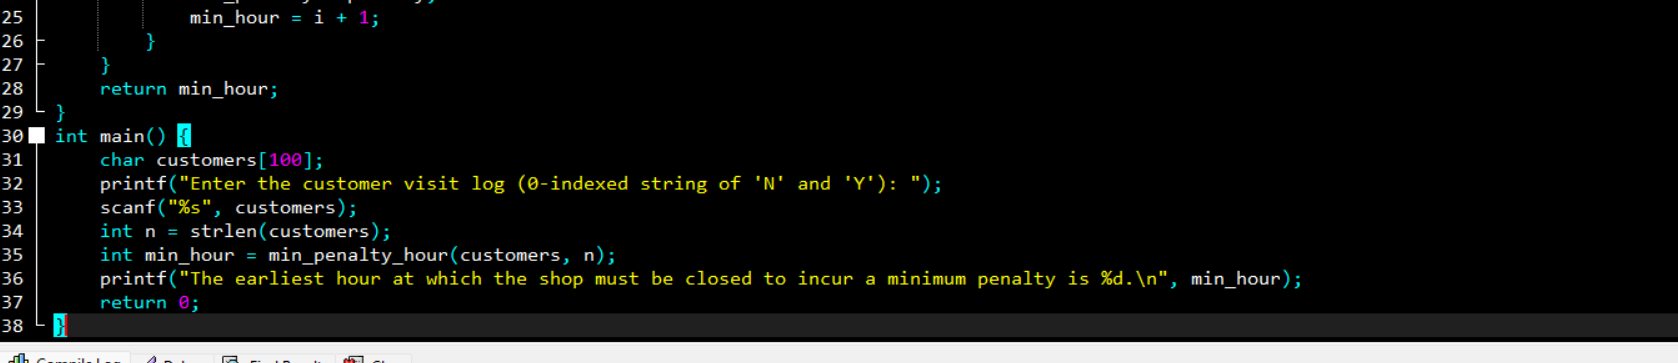 25 min_hour = i + 1;
26 }
27 }
28 return min_hour;
29 }
30 int main() {
31 char customers[100];
32 printf("Enter the customer visit log (0-indexed string of 'N' and 'Y'): ");
33 scanf("%s", customers);
34 int n = strlen(customers);
35 int min_hour = min_penalty_hour(customers, n);
36 printf("The earliest hour at which the shop must be closed to incur a minimum penalty is %d.\n", min_hour);
37 return 0;
38 }